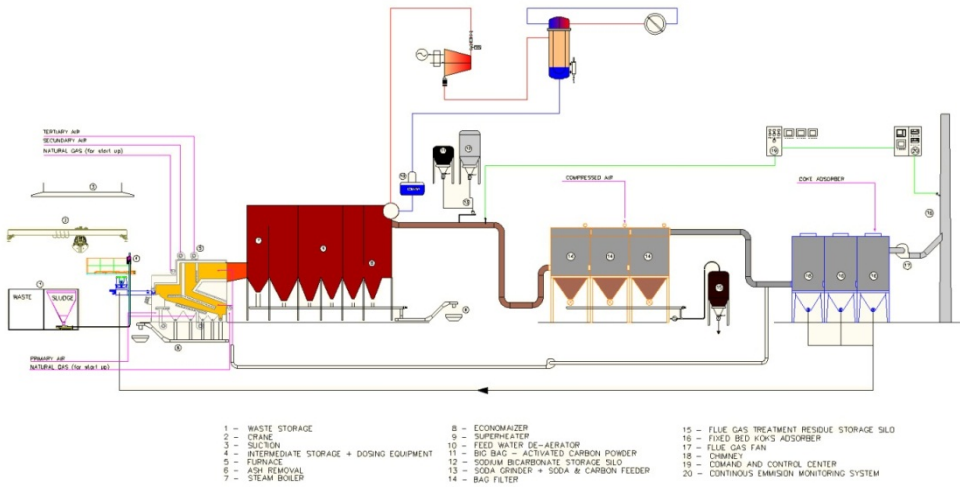 TERTIARY AIR
SECUNDARY AIR
NATURAL GAS (for start up)
COMPRESSED AIR
COKE ADSORBER
WASTE
SLUDGE
PRIMARY AIR
NATURAL GAS (for start up)
1 - WASTE STORAGE
2 - CRANE
3 - SUCTION
4 - INTERMEDIATE STORAGE + DOSING EQUIPMENT
5 - FURNACE
6 - ASH REMOVAL
7 - STEAM BOILER
8 - ECONOMAIZER
9 - SUPERHEATER
10 - FEED WATER DE-AERATOR
11 - BIG BAG - ACTIVATED CARBON POWDER
12 - SODIUM BICARBONATE STORAGE SILO
13 - SODA GRINDER + SODA & CARBON FEEDER
14 - BAG FILTER
15 - FLUE GAS TREATMENT RESIDUE STORAGE SILO
16 - FIXED BED KOKS ADSORBER
17 - FLUE GAS FAN
18 - CHIMNEY
19 - COMAND AND CONTROL CENTER
20 - CONTINOUS EMMISION MONITORING SYSTEM